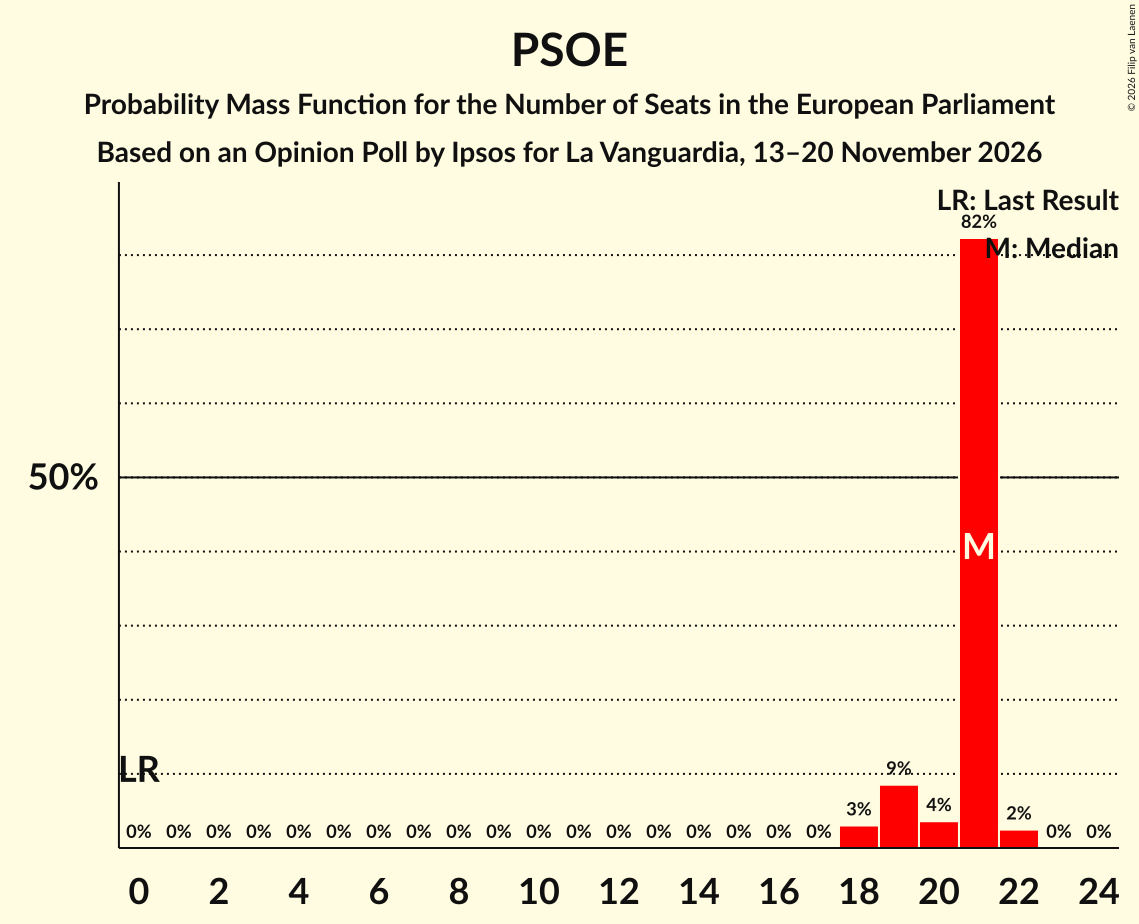 PSOE
Probability Mass Function for the Number of Seats in the European Parliament
Based on an Opinion Poll by Ipsos for La Vanguardia, 13–20 November 2026
© 2026 Filip van Laenen
LR: Last Result
82%
M: Median
50%
M
LR
9%
3% 4% 2%
0% 0% 0% 0% 0% 0% 0% 0% 0% 0% 0% 0% 0% 0% 0% 0% 0% 0% 0% 0%
0 2 4 6 8 10 12 14 16 18 20 22 24